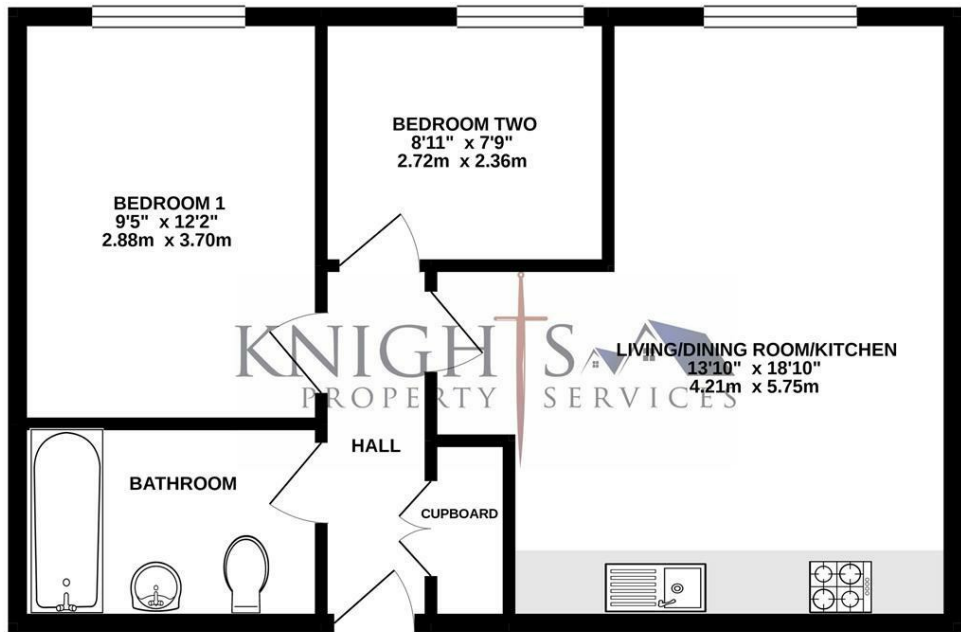 BEDROOM TWO
8'11" x 7'9"
2.72m x 2.36m
BEDROOM 1
9'5" x 12'2"
2.88m x 3.70m
KNIGHTS
PROPERTY SERVICES
LIVING/DINING ROOM/KITCHEN
13'10" x 18'10"
4.21m x 5.75m
HALL
BATHROOM
CUPBOARD